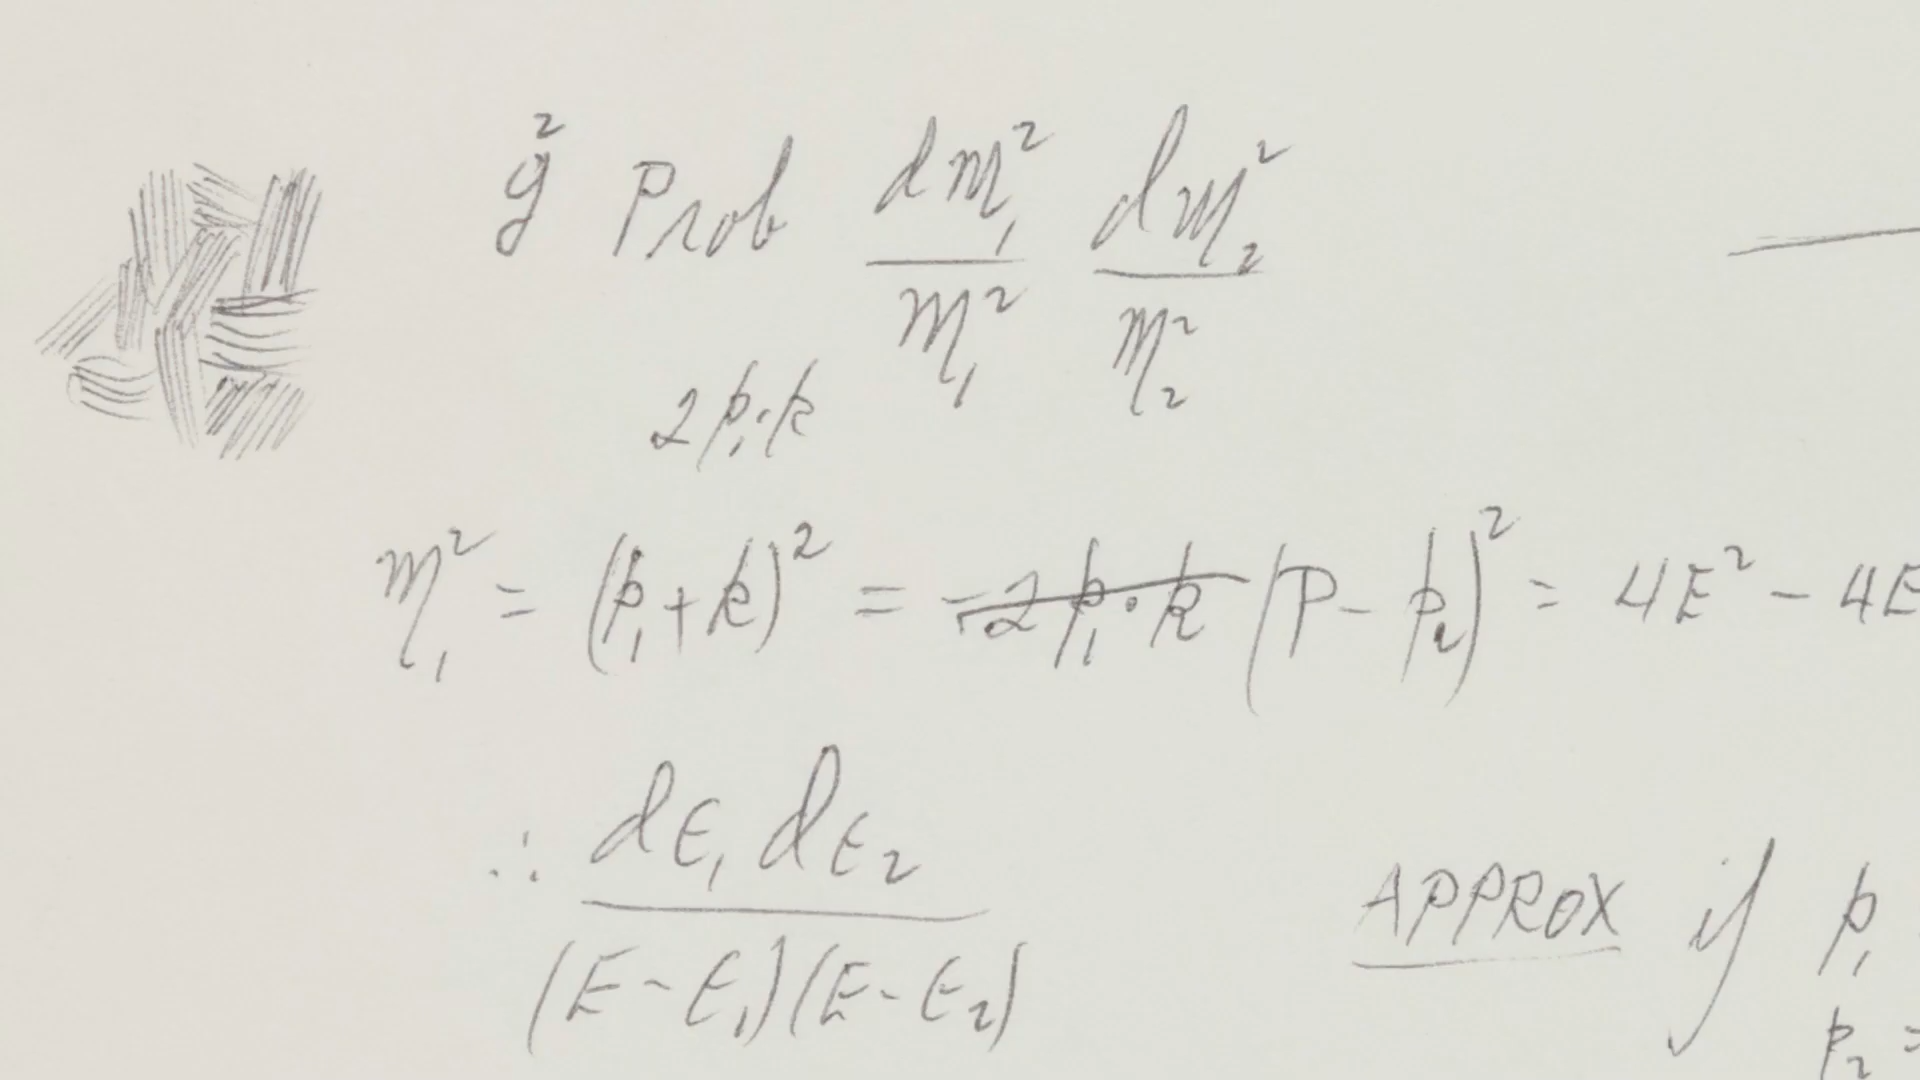 g² Prob dm₁²/m₁² dm₂²/m₂²
2p₁·k
m₁² = (p₁+k)² = -2p₁·k (P-p₂)² = 4E² - 4E
∴ dϵ₁ dϵ₂/(E-ϵ₁)(E-ϵ₂)
APPROX if p₁
p₂ =